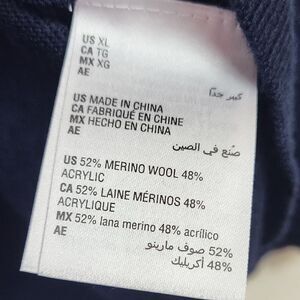 US XL
CA TG
MX XG
AE
كبير جدًا
US MADE IN CHINA
CA FABRIQUÉ EN CHINE
MX HECHO EN CHINA
AE
صُنع في الصين
US 52% MERINO WOOL 48%
ACRYLIC
CA 52% LAINE MÉRINOS 48%
ACRYLIQUE
MX 52% lana merino 48% acrílico
AE
52% صوف مارينو
48% أكريليك